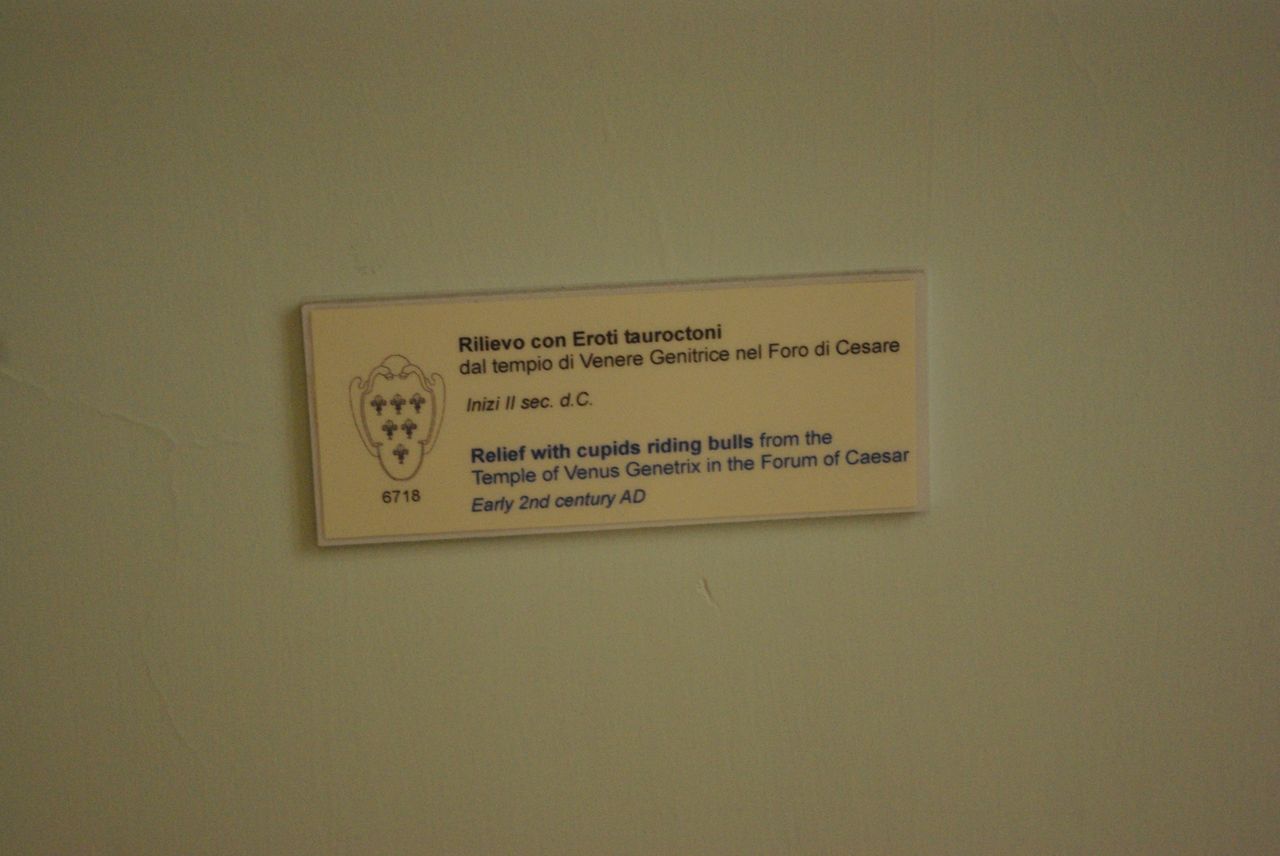 Rilievo con Eroti tauroctoni
dal tempio di Venere Genitrice nel Foro di Cesare
Inizi II sec. d.C.
Relief with cupids riding bulls from the
Temple of Venus Genetrix in the Forum of Caesar
Early 2nd century AD
6718